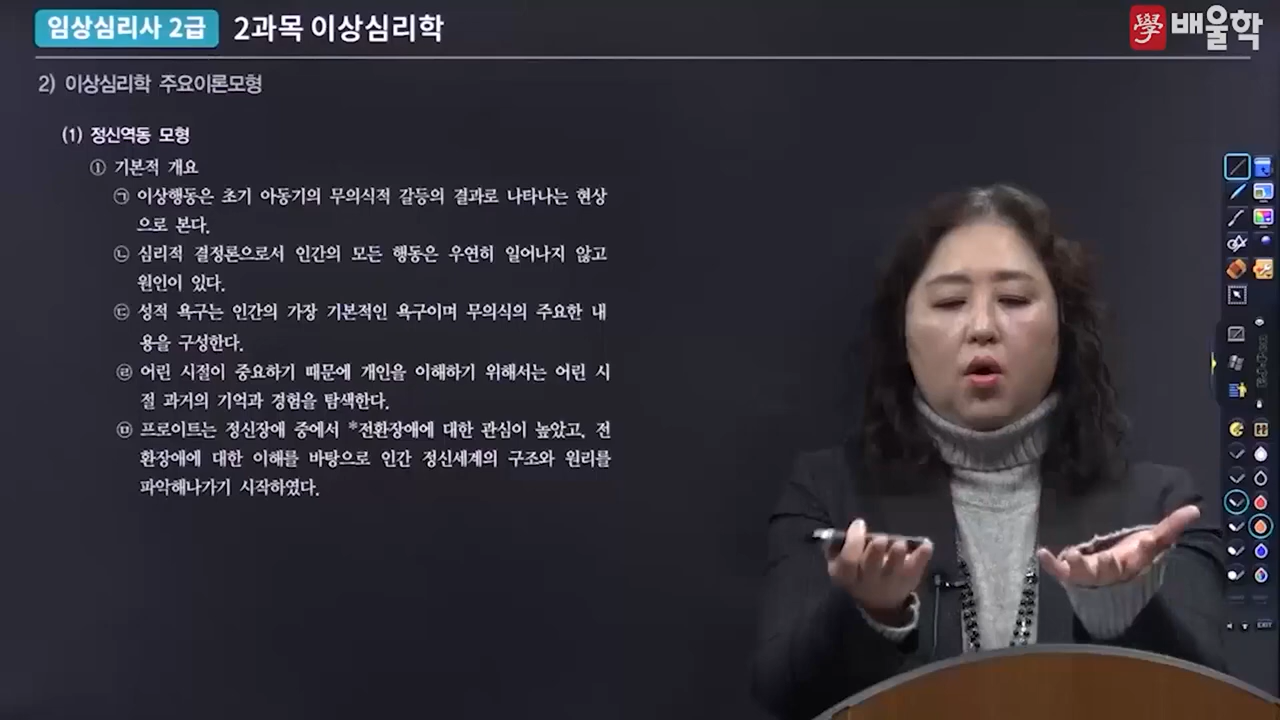 임상심리사 2급 2과목 이상심리학
學 배울학
2) 이상심리학 주요이론모형
(1) 정신역동 모형
① 기본적 개요
㉠ 이상행동은 초기 아동기의 무의식적 갈등의 결과로 나타나는 현상
으로 본다.
㉡ 심리적 결정론으로서 인간의 모든 행동은 우연히 일어나지 않고
원인이 있다.
㉢ 성적 욕구는 인간의 가장 기본적인 욕구이며 무의식의 주요한 내
용을 구성한다.
㉣ 어린 시절이 중요하기 때문에 개인을 이해하기 위해서는 어린 시
절 과거의 기억과 경험을 탐색한다.
㉤ 프로이트는 정신장애 중에서 *전환장애에 대한 관심이 높았고, 전
환장애에 대한 이해를 바탕으로 인간 정신세계의 구조와 원리를
파악해나가기 시작하였다.
EXIT